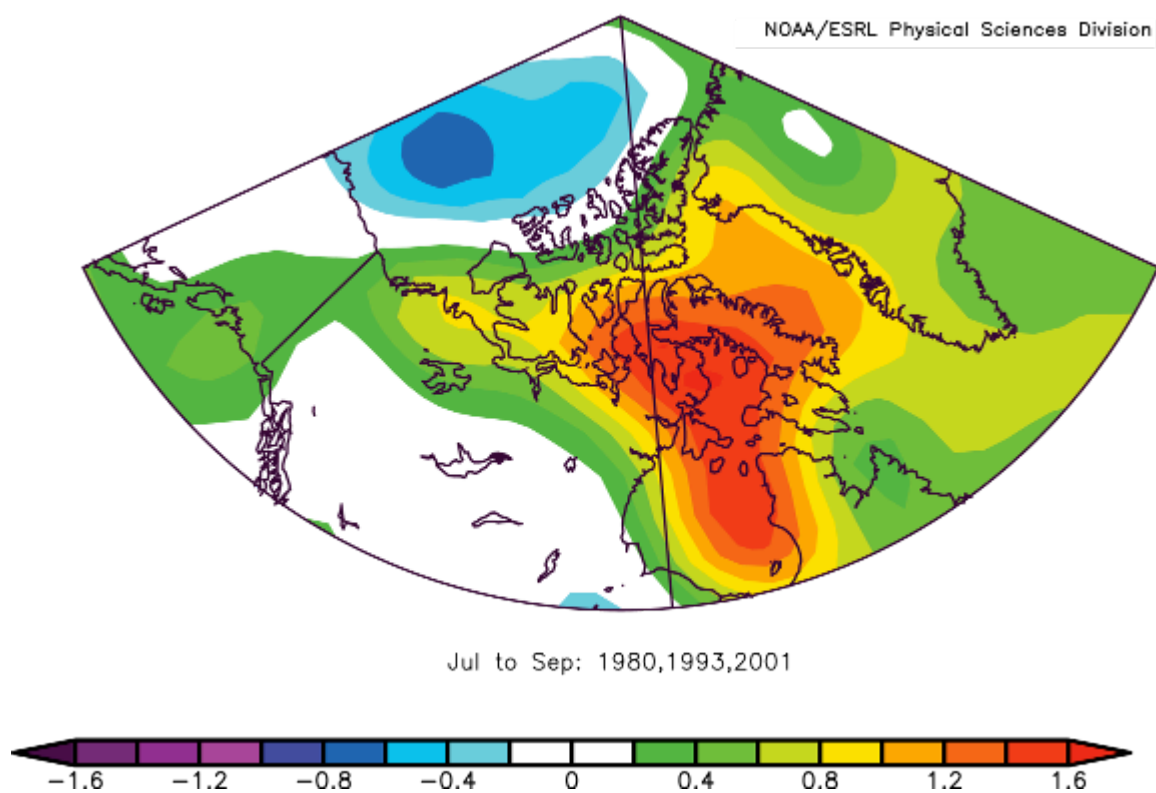 NOAA/ESRL Physical Sciences Division
Jul to Sep: 1980,1993,2001
-1.6 -1.2 -0.8 -0.4 0 0.4 0.8 1.2 1.6